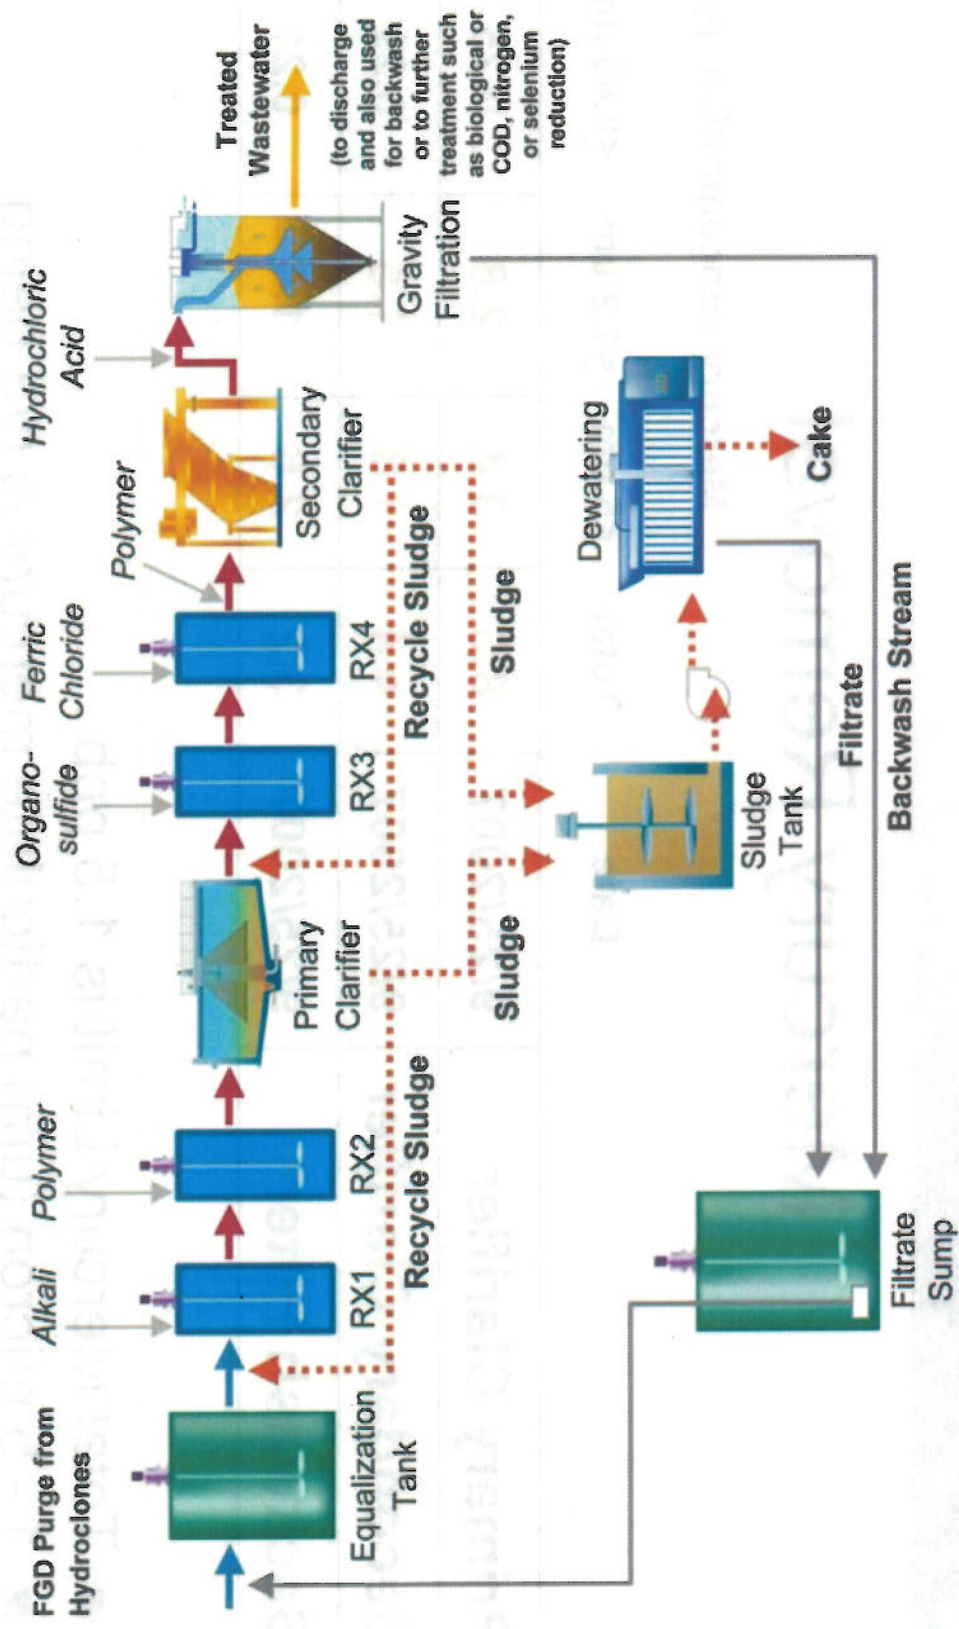 FGD Purge from
Hydroclones
Alkali
Polymer
Organo-
sulfide
Ferric
Chloride
Polymer
Hydrochloric
Acid
Treated
Wastewater
(to discharge
and also used
for backwash
or to further
treatment such
as biological or
COD, nitrogen,
or selenium
reduction)
Equalization
Tank
RX1
RX2
Primary
Clarifier
RX3
RX4
Secondary
Clarifier
Gravity
Filtration
Recycle Sludge
Recycle Sludge
Sludge
Sludge
Dewatering
Cake
Sludge
Tank
Filtrate
Backwash Stream
Filtrate
Sump